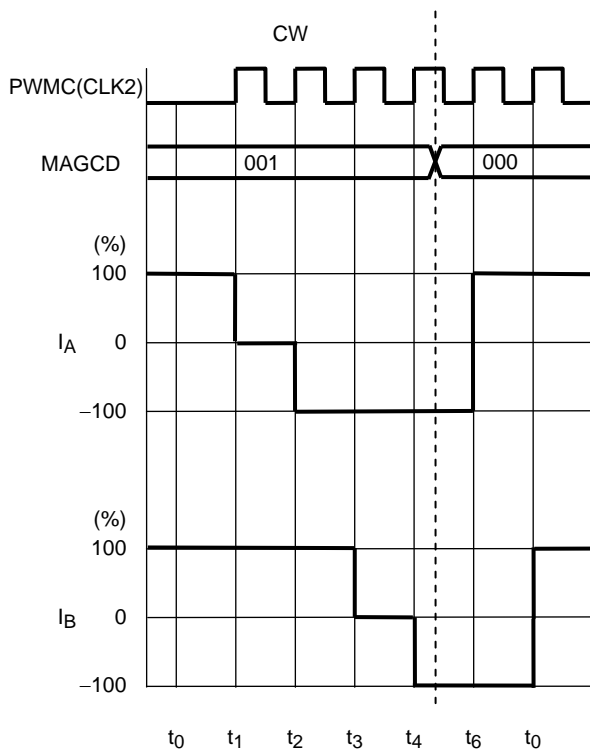 CW
PWMC(CLK2)
MAGCD 001 000
(%)
100
IA 0
−100
(%)
100
IB 0
−100
t0 t1 t2 t3 t4 t6 t0